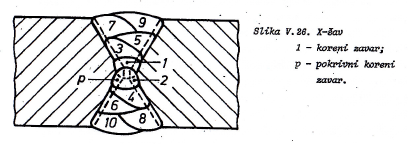 7 9
5
3
1
p 2
4
6
10 8
Slika V.26. X-šav
1 - koreni zavar;
p - pokrivni koreni
zavar.